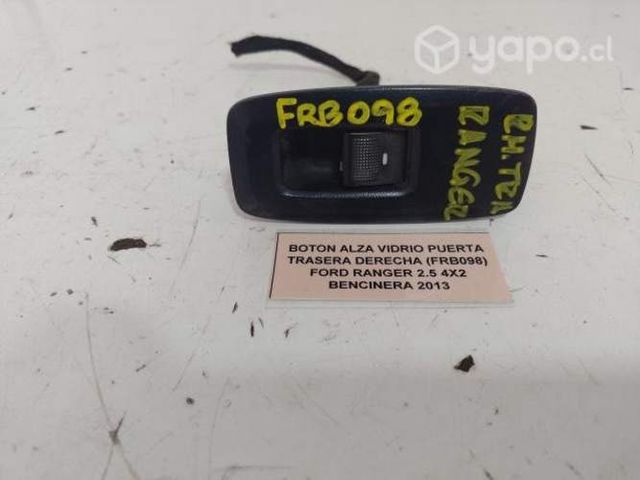 yapo.cl
FRB098
RH.TRA
RANGER
BOTON ALZA VIDRIO PUERTA
TRASERA DERECHA (FRB098)
FORD RANGER 2.5 4X2
BENCINERA 2013